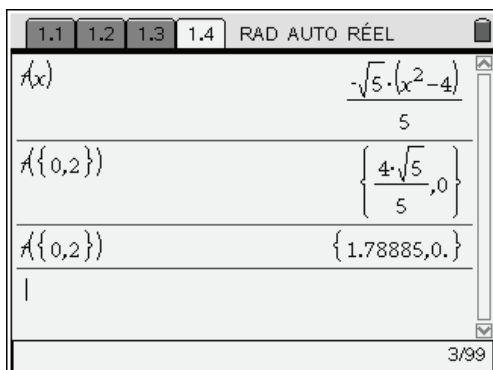 1.1 1.2 1.3 1.4 RAD AUTO RÉEL
f(x) -√5·(x²-4)/5
f({0,2}) {4·√5/5,0}
f({0,2}) {1.78885,0.}
3/99